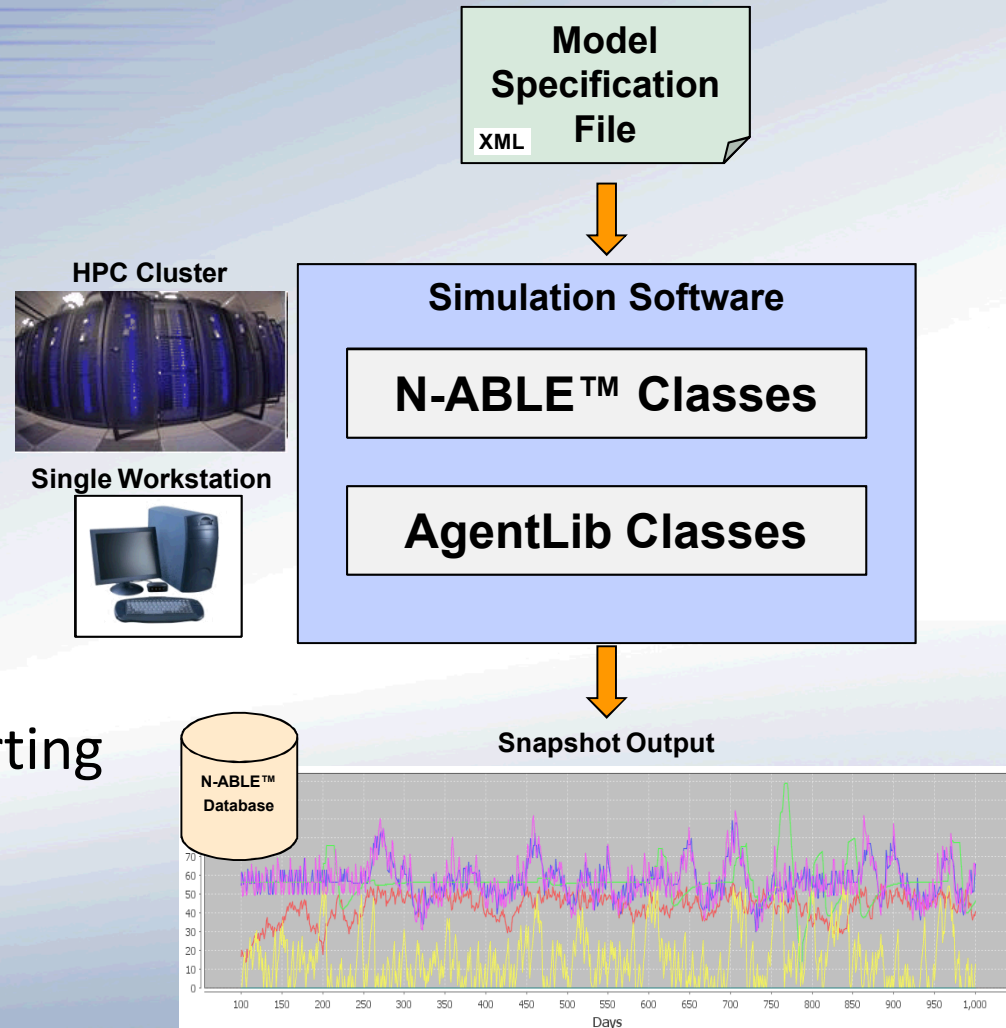 Model
Specification
File
XML
HPC Cluster
Simulation Software
N-ABLE™ Classes
Single Workstation
AgentLib Classes
rting
Snapshot Output
N-ABLE™
Database
70
60
50
40
30
20
10
0
100 150 200 250 300 350 400 450 500 550 600 650 700 750 800 850 900 950 1,000
Days